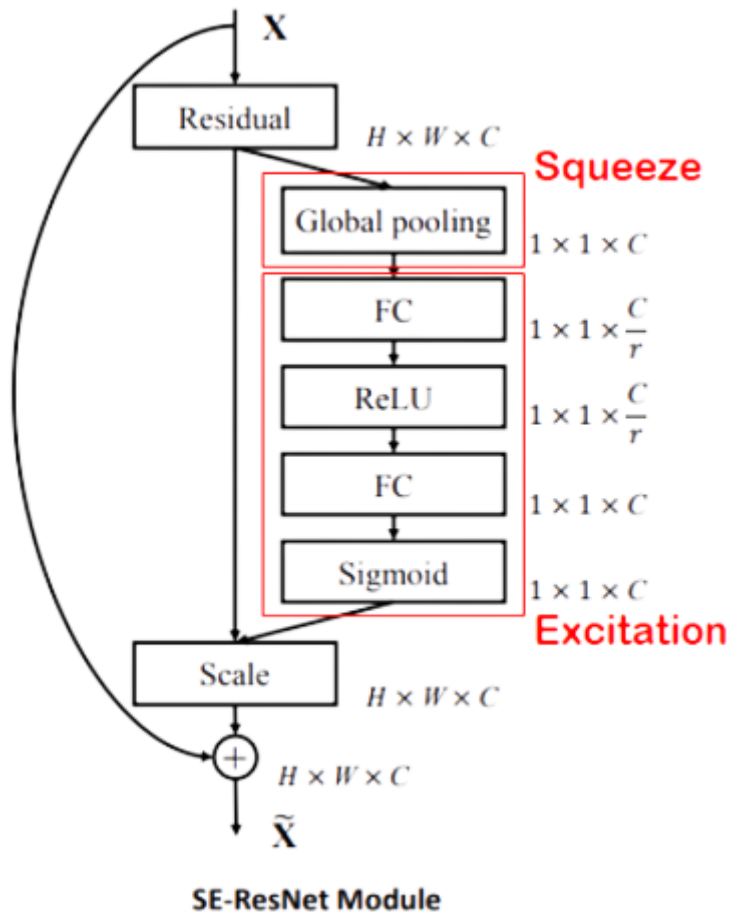 X
Residual
H × W × C
Squeeze
Global pooling
1 × 1 × C
FC
1 × 1 × C/r
ReLU
1 × 1 × C/r
FC
1 × 1 × C
Sigmoid
1 × 1 × C
Excitation
Scale
H × W × C
+
H × W × C
X̃
SE-ResNet Module